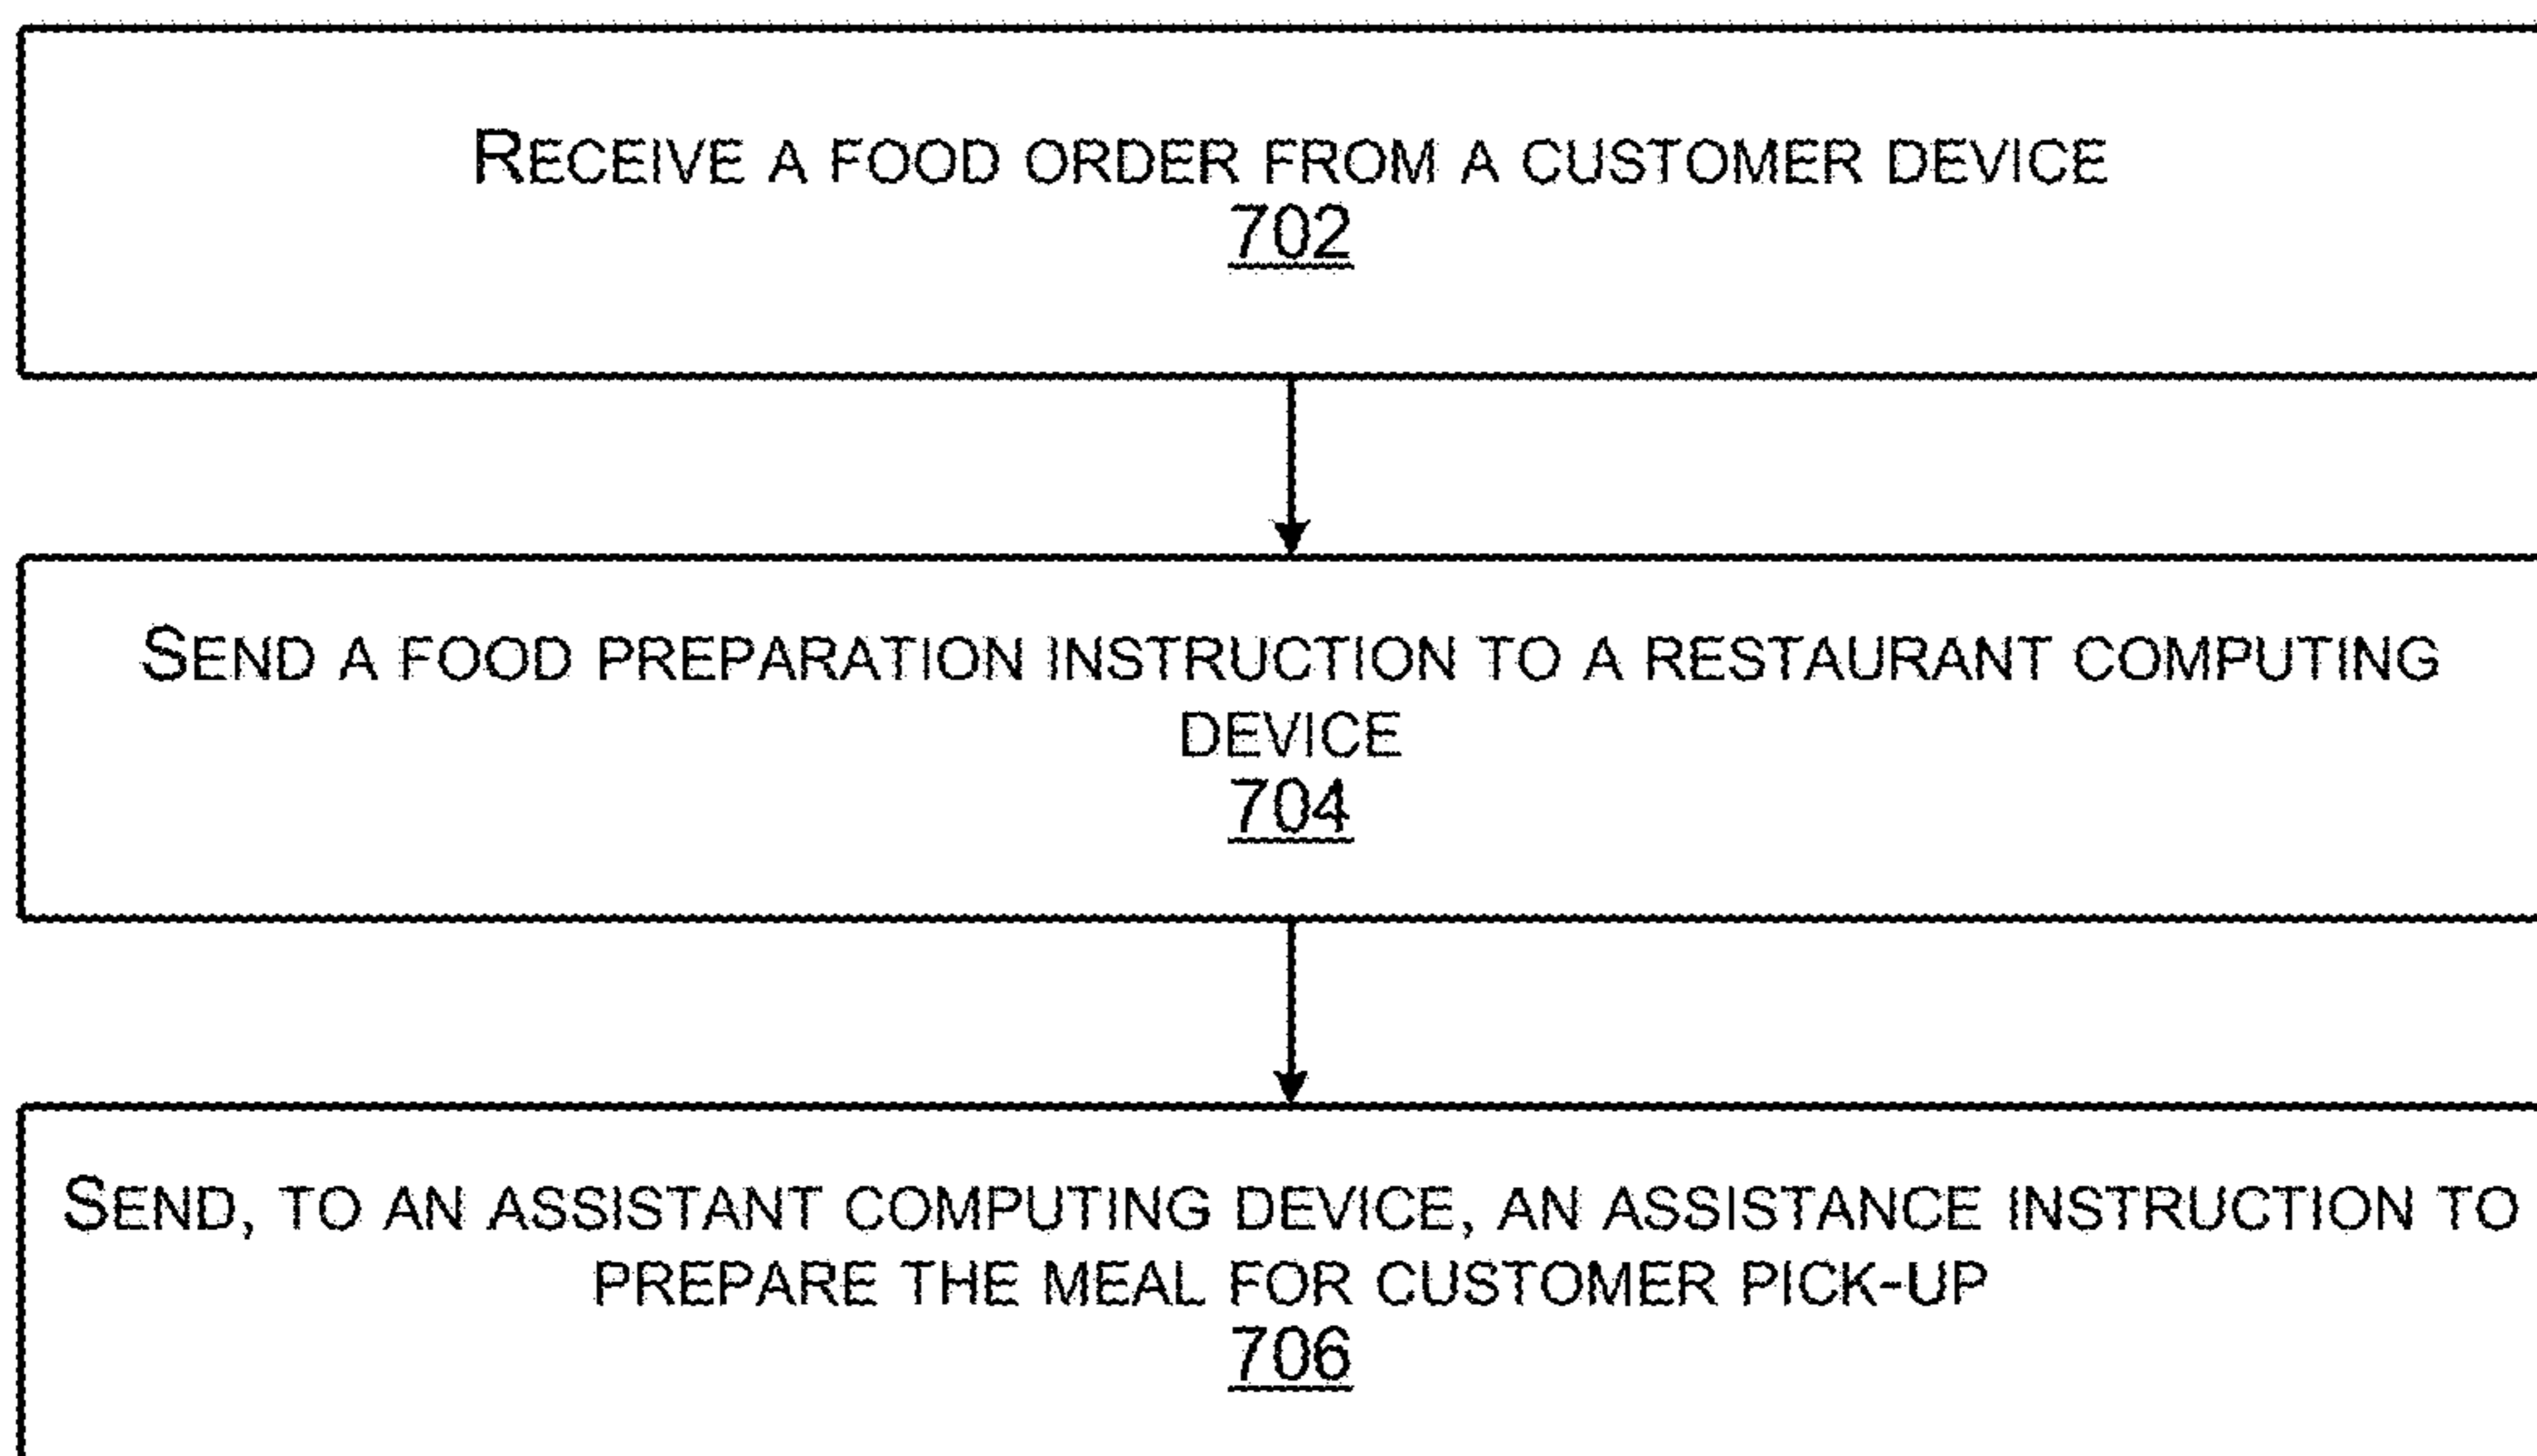 RECEIVE A FOOD ORDER FROM A CUSTOMER DEVICE
702
SEND A FOOD PREPARATION INSTRUCTION TO A RESTAURANT COMPUTING
DEVICE
704
SEND, TO AN ASSISTANT COMPUTING DEVICE, AN ASSISTANCE INSTRUCTION TO
PREPARE THE MEAL FOR CUSTOMER PICK-UP
706